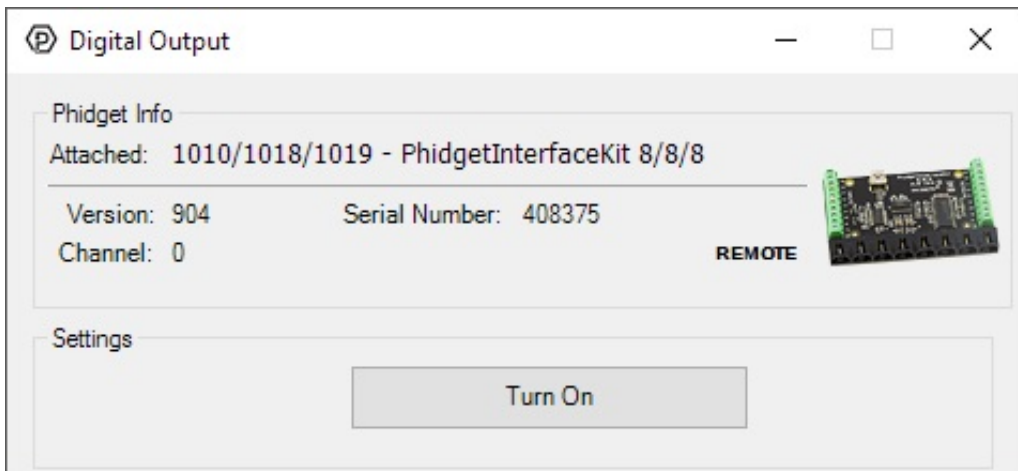 Digital Output
Phidget Info
Attached: 1010/1018/1019 - PhidgetInterfaceKit 8/8/8
Version: 904 Serial Number: 408375
Channel: 0
REMOTE
Settings
Turn On